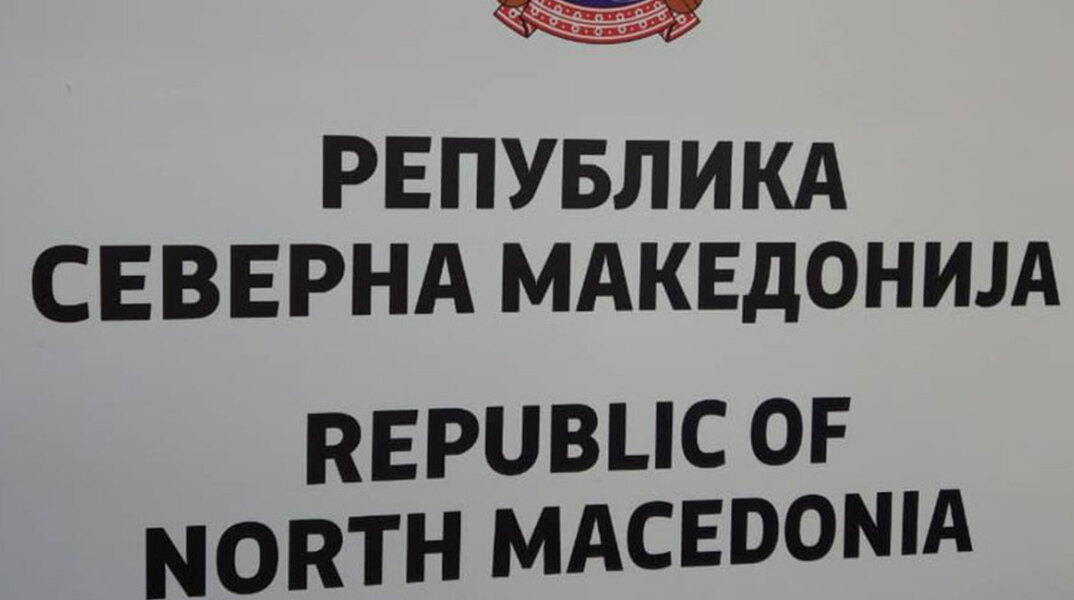 РЕПУБЛИКА
СЕВЕРНА МАКЕДОНИЈА
REPUBLIC OF
NORTH MACEDONIA